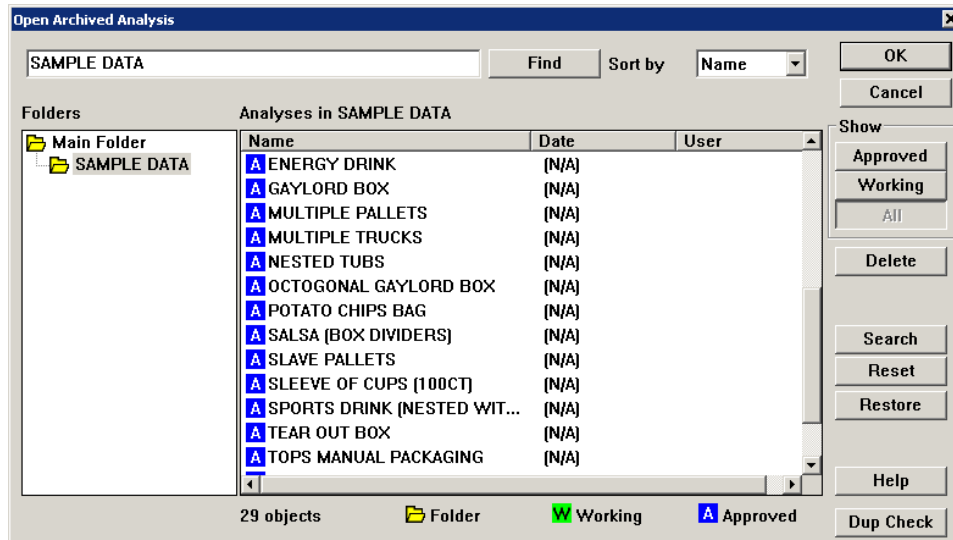 Open Archived Analysis
SAMPLE DATA
Find
Sort by
Name
OK
Cancel
Folders
Analyses in SAMPLE DATA
Show
Main Folder
SAMPLE DATA
Name Date User
A ENERGY DRINK (N/A)
A GAYLORD BOX (N/A)
A MULTIPLE PALLETS (N/A)
A MULTIPLE TRUCKS (N/A)
A NESTED TUBS (N/A)
A OCTOGONAL GAYLORD BOX (N/A)
A POTATO CHIPS BAG (N/A)
A SALSA (BOX DIVIDERS) (N/A)
A SLAVE PALLETS (N/A)
A SLEEVE OF CUPS (100CT) (N/A)
A SPORTS DRINK (NESTED WIT... (N/A)
A TEAR OUT BOX (N/A)
A TOPS MANUAL PACKAGING (N/A)
Approved
Working
All
Delete
Search
Reset
Restore
Help
Dup Check
29 objects
Folder
W Working
A Approved